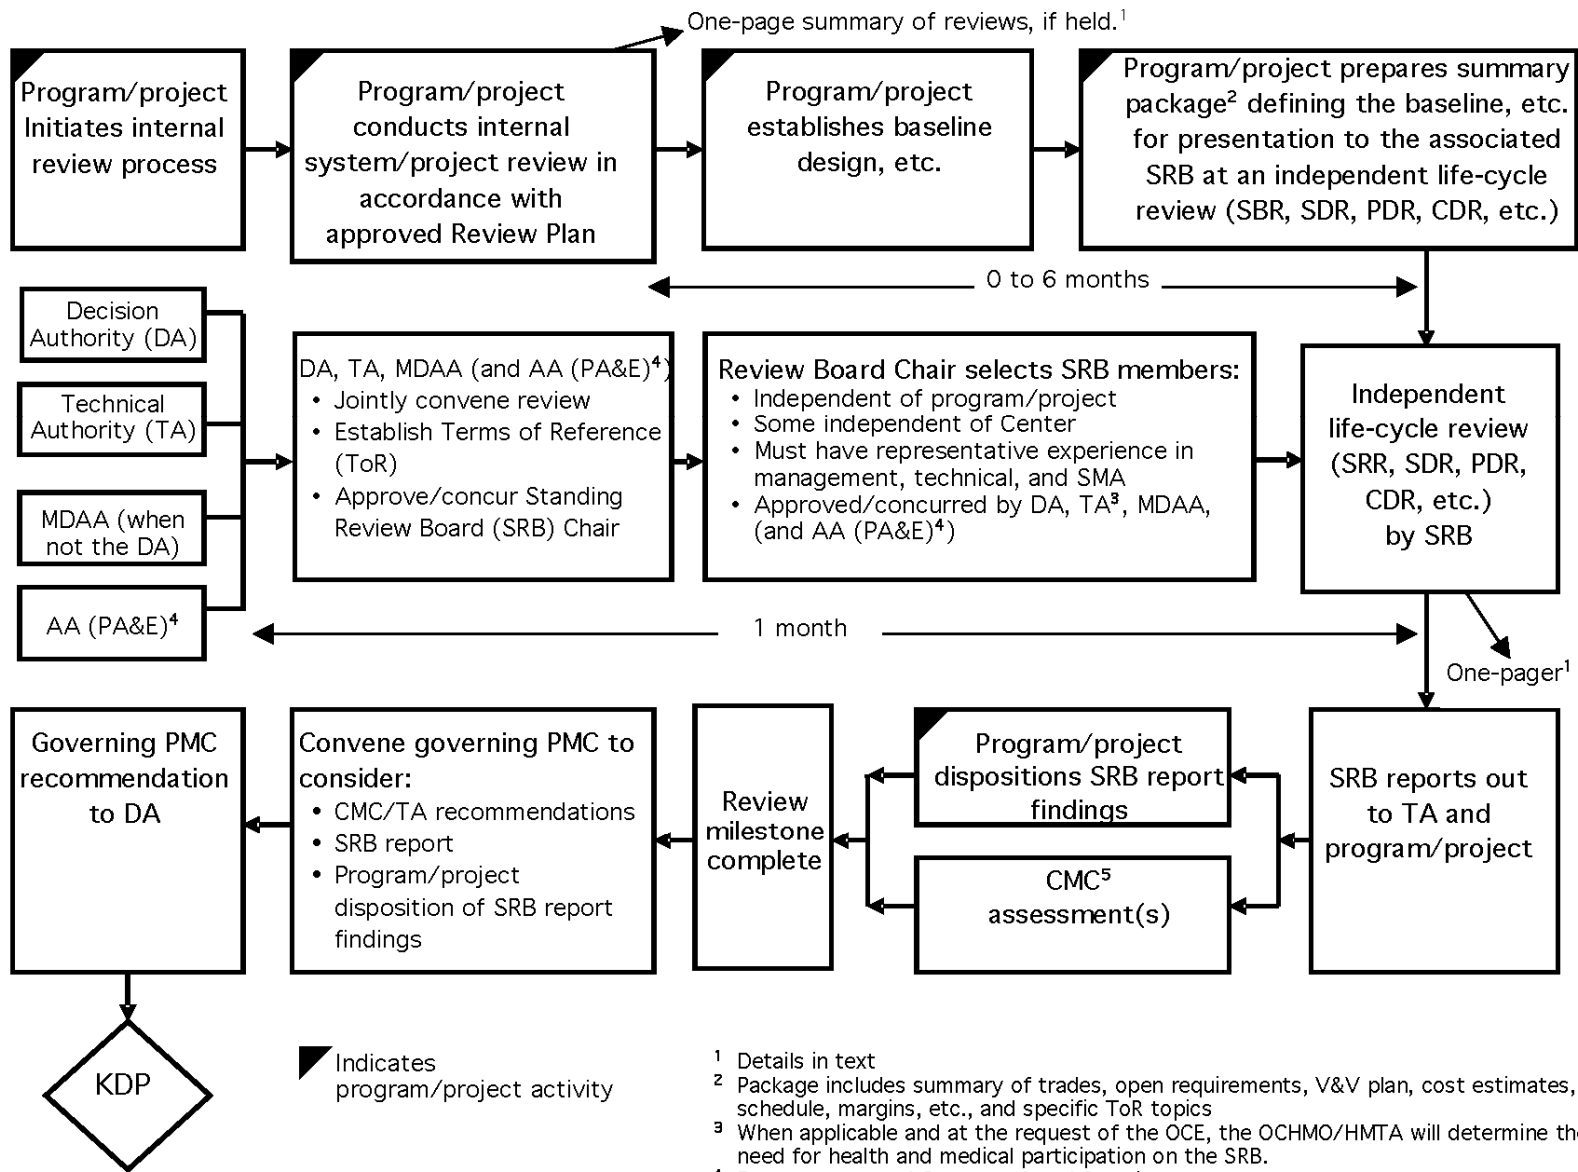 One-page summary of reviews, if held.¹
Program/project
Initiates internal
review process
Program/project
conducts internal
system/project review in
accordance with
approved Review Plan
Program/project
establishes baseline
design, etc.
Program/project prepares summary
package² defining the baseline, etc.
for presentation to the associated
SRB at an independent life-cycle
review (SBR, SDR, PDR, CDR, etc.)
0 to 6 months
Decision
Authority (DA)
Technical
Authority (TA)
MDAA (when
not the DA)
AA (PA&E)⁴
DA, TA, MDAA (and AA (PA&E)⁴)
• Jointly convene review
• Establish Terms of Reference
(ToR)
• Approve/concur Standing
Review Board (SRB) Chair
Review Board Chair selects SRB members:
• Independent of program/project
• Some independent of Center
• Must have representative experience in
management, technical, and SMA
• Approved/concurred by DA, TA³, MDAA,
(and AA (PA&E)⁴)
Independent
life-cycle review
(SRR, SDR, PDR,
CDR, etc.)
by SRB
1 month
One-pager¹
Governing PMC
recommendation
to DA
Convene governing PMC to
consider:
• CMC/TA recommendations
• SRB report
• Program/project
disposition of SRB report
findings
Review
milestone
complete
Program/project
dispositions SRB report
findings
CMC⁵
assessment(s)
SRB reports out
to TA and
program/project
KDP
Indicates
program/project activity
¹ Details in text
² Package includes summary of trades, open requirements, V&V plan, cost estimates,
schedule, margins, etc., and specific ToR topics
³ When applicable and at the request of the OCE, the OCHMO/HMTA will determine the
need for health and medical participation on the SRB.